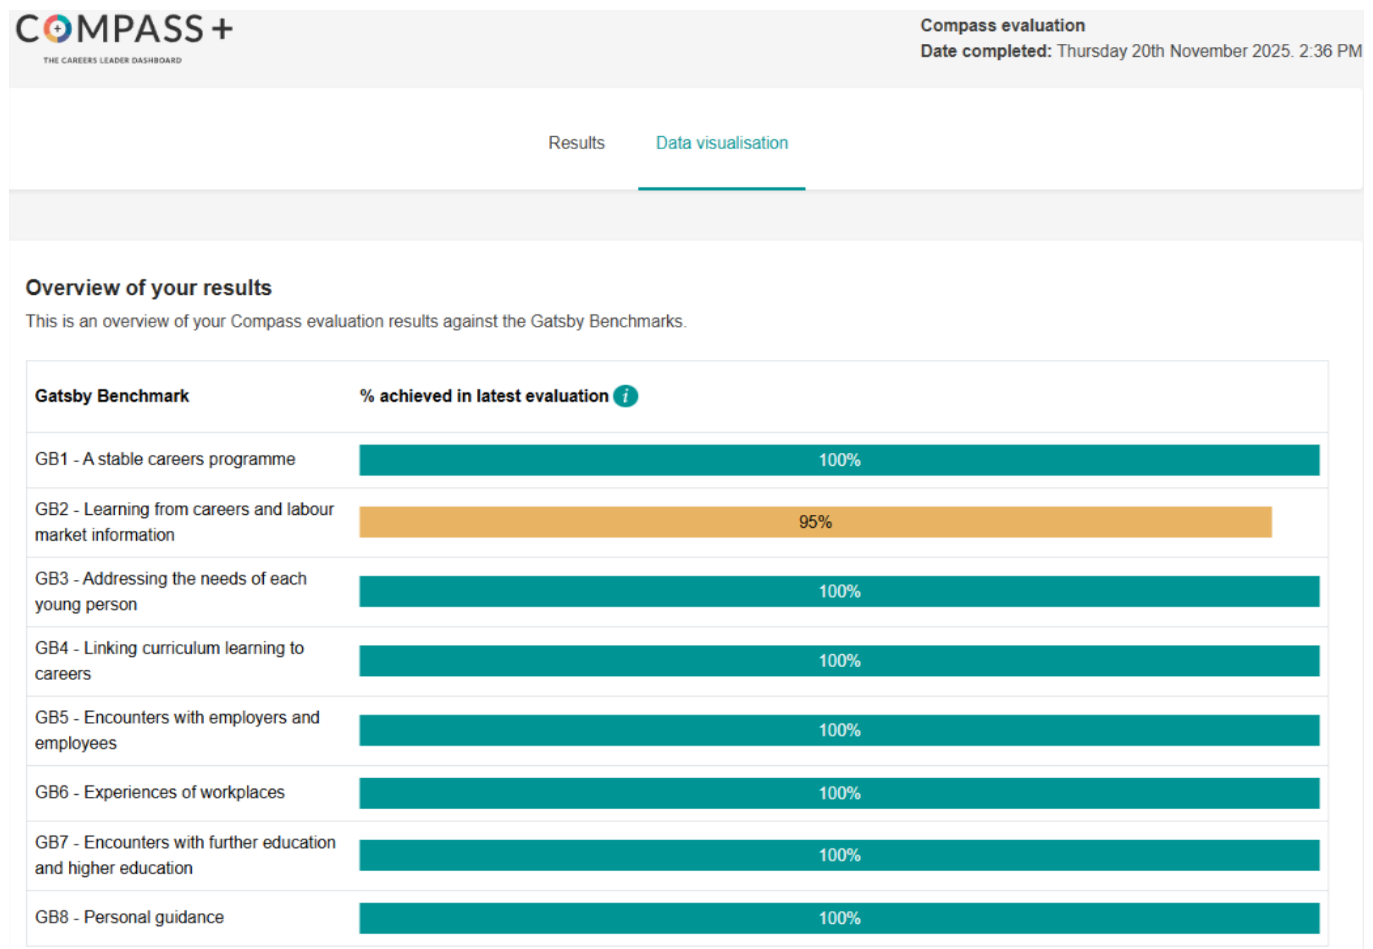 COMPASS +
THE CAREERS LEADER DASHBOARD
Compass evaluation
Date completed: Thursday 20th November 2025. 2:36 PM
Results
Data visualisation
Overview of your results
This is an overview of your Compass evaluation results against the Gatsby Benchmarks.
Gatsby Benchmark
% achieved in latest evaluation i
GB1 - A stable careers programme
100%
GB2 - Learning from careers and labour
market information
95%
GB3 - Addressing the needs of each
young person
100%
GB4 - Linking curriculum learning to
careers
100%
GB5 - Encounters with employers and
employees
100%
GB6 - Experiences of workplaces
100%
GB7 - Encounters with further education
and higher education
100%
GB8 - Personal guidance
100%